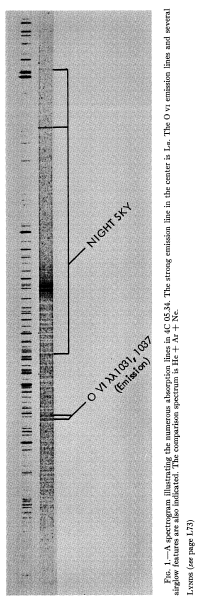 NIGHT SKY
O VI λλ 1031, 1037
(Emission)
FIG. 1.—A spectrogram illustrating the numerous absorption lines in 4C 05.34. The strong emission line in the center is Lα. The O VI emission lines and several
airglow features are also indicated. The comparison spectrum is He + Ar + Ne.
LYNDS (see page L73)